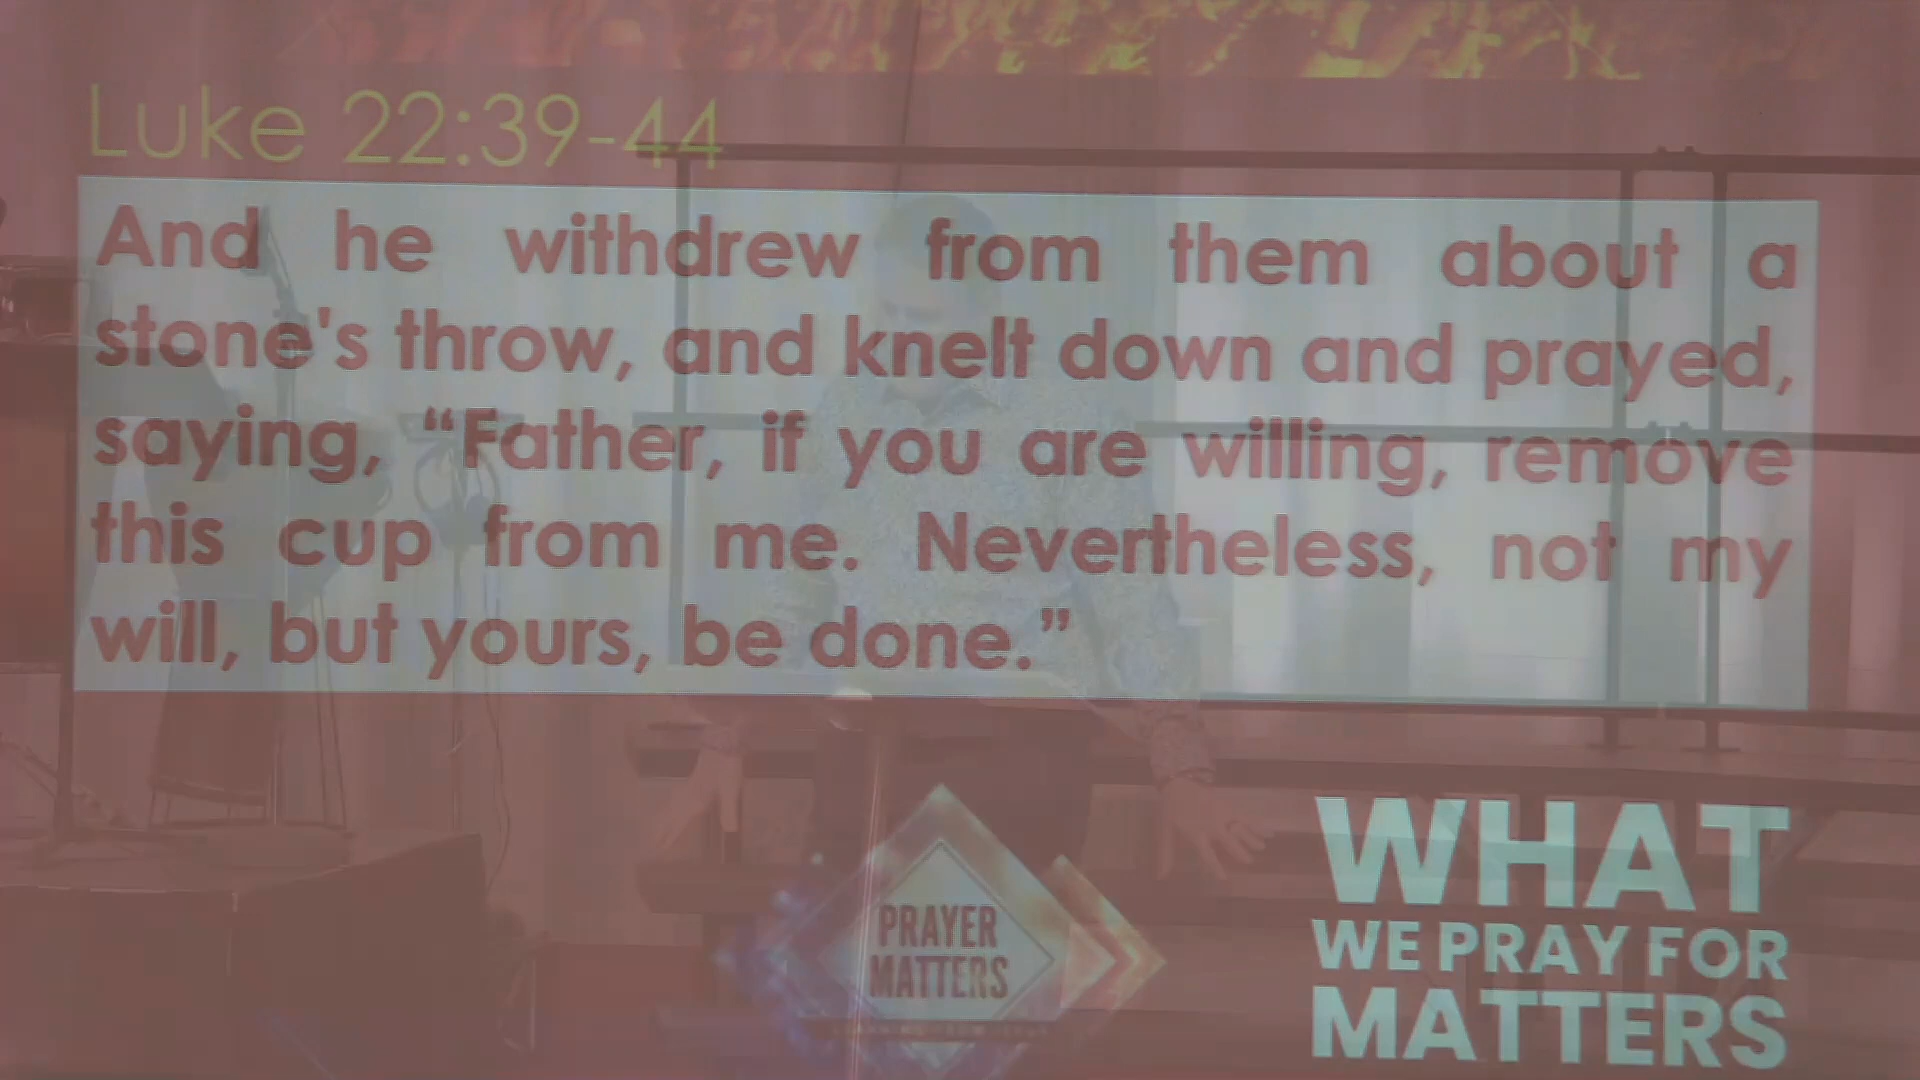 Luke 22:39-44
And he withdrew from them about a
stone's throw, and knelt down and prayed,
saying, “Father, if you are willing, remove
this cup from me. Nevertheless, not my
will, but yours, be done.”
PRAYER
MATTERS
WHAT
WE PRAY FOR
MATTERS